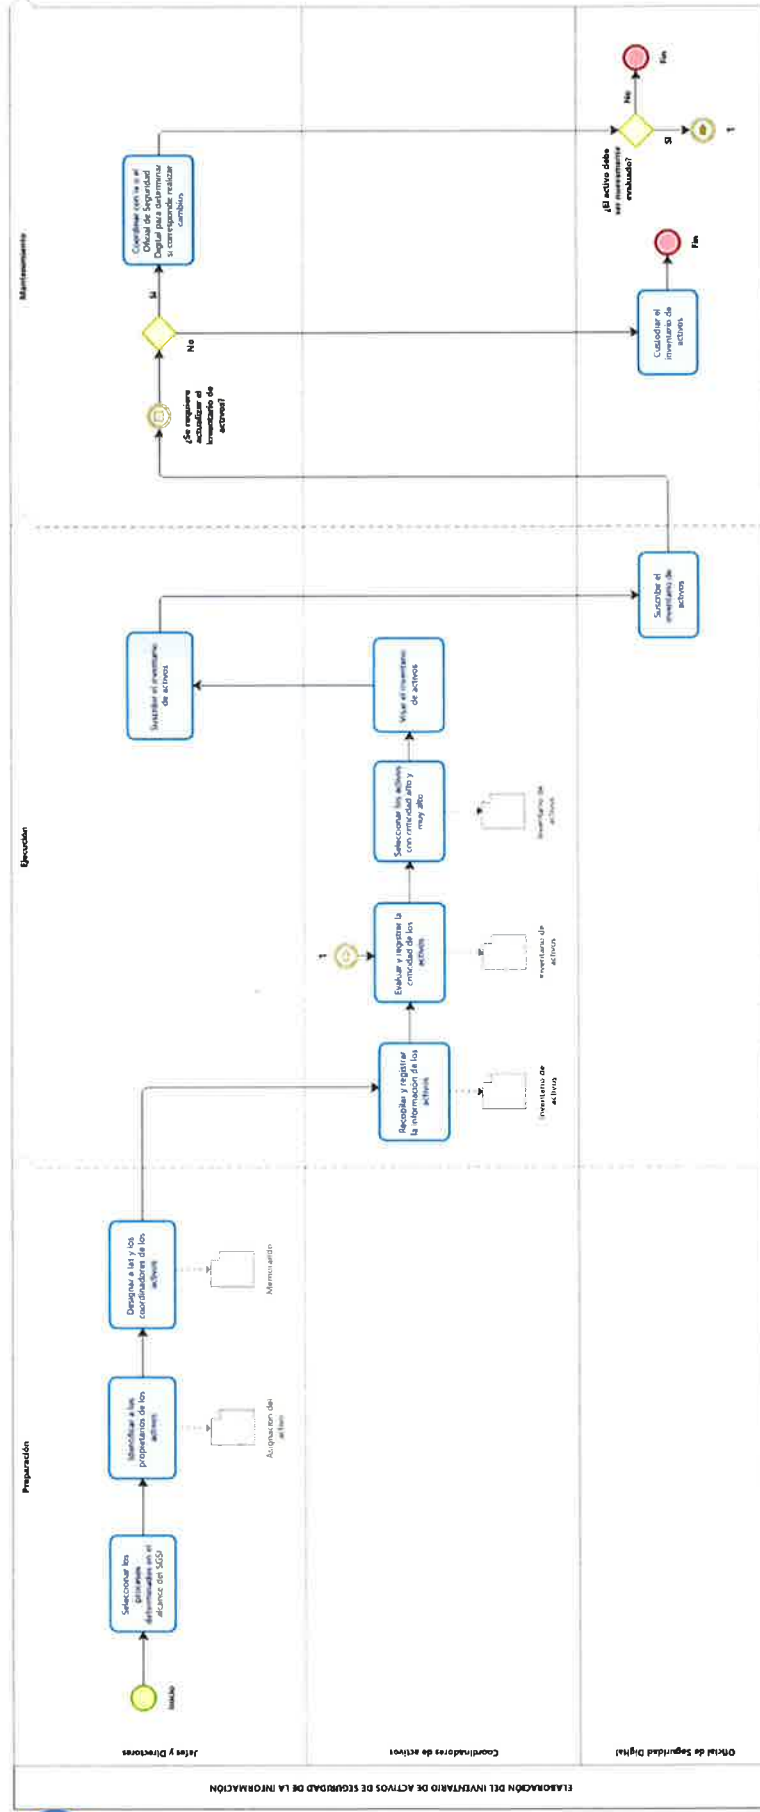 ELABORACIÓN DEL INVENTARIO DE ACTIVOS DE SEGURIDAD DE LA INFORMACIÓN
Preparación
Ejecución
Mantenimiento
Jefes y Directores
Inicio
Seleccionar los
procesos
determinados en el
alcance del SGSI
Identificar a los
propietarios de los
activos
Asignación del
activo
Designar a las y los
coordinadores de los
activos
Memorando
Suscribir el inventario
de activos
¿Se requiere
actualizar el
inventario de
activos?
Si
No
Coordinar con la o el
Oficial de Seguridad
Digital para determinar
si corresponde realizar
cambios
Coordinadores de activos
Recopilar y registrar
la información de los
activos
Inventario de
activos
1
Evaluar y registrar la
criticidad de los
activos
Inventario de
activos
Seleccionar los activos
con criticidad alto y
muy alto
Inventario de
activos
Visar el inventario
de activos
Oficial de Seguridad Digital
Suscribir el
inventario de
activos
Custodiar el
inventario de
activos
Fin
¿El activo debe
ser nuevamente
evaluado?
No
Fin
Si
1